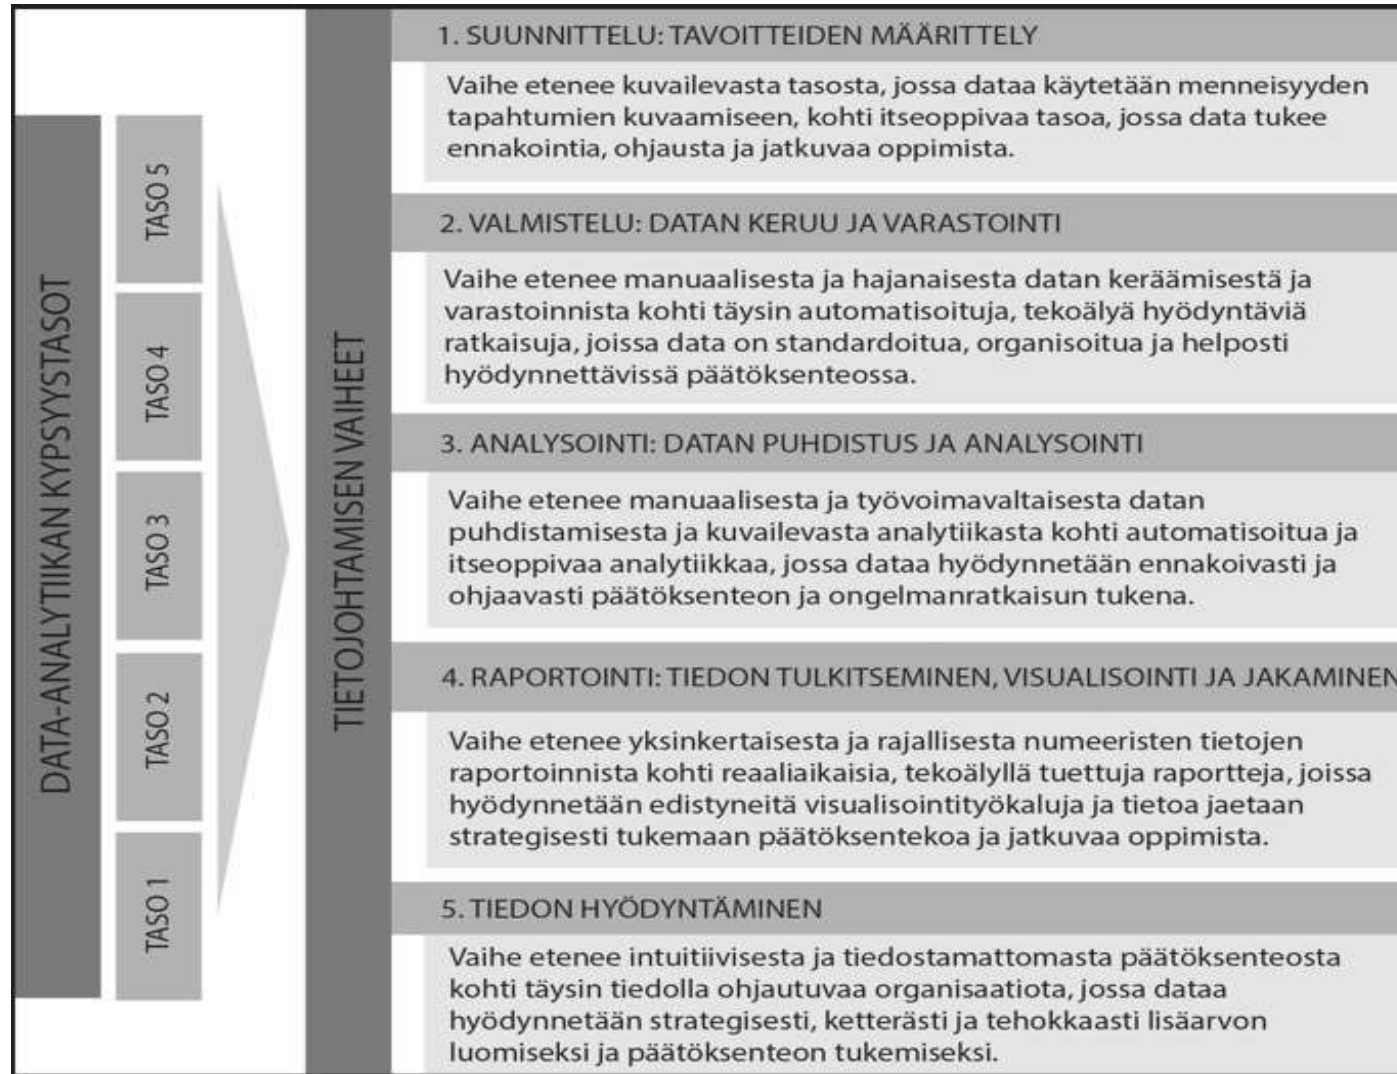 DATA-ANALYTIIKAN KYPSYYSTASOT
TASO 5
TASO 4
TASO 3
TASO 2
TASO 1
TIETOJOHTAMISEN VAIHEET
1. SUUNNITTELU: TAVOITTEIDEN MÄÄRITTELY
Vaihe etenee kuvailevasta tasosta, jossa dataa käytetään menneisyyden
tapahtumien kuvaamiseen, kohti itseoppivaa tasoa, jossa data tukee
ennakointia, ohjausta ja jatkuvaa oppimista.
2. VALMISTELU: DATAN KERUU JA VARASTOINTI
Vaihe etenee manuaalisesta ja hajanaisesta datan keräämisestä ja
varastoinnista kohti täysin automatisoituja, tekoälyä hyödyntäviä
ratkaisuja, joissa data on standardoitua, organisoitua ja helposti
hyödynnettävissä päätöksenteossa.
3. ANALYSOINTI: DATAN PUHDISTUS JA ANALYSOINTI
Vaihe etenee manuaalisesta ja työvoimavaltaisesta datan
puhdistamisesta ja kuvailevasta analytiikasta kohti automatisoitua ja
itseoppivaa analytiikkaa, jossa dataa hyödynnetään ennakoivasti ja
ohjaavasti päätöksenteon ja ongelmanratkaisun tukena.
4. RAPORTOINTI: TIEDON TULKITSEMINEN, VISUALISOINTI JA JAKAMINEN
Vaihe etenee yksinkertaisesta ja rajallisesta numeeristen tietojen
raportoinnista kohti reaaliaikaisia, tekoälyllä tuettuja raportteja, joissa
hyödynnetään edistyneitä visualisointityökaluja ja tietoa jaetaan
strategisesti tukemaan päätöksentekoa ja jatkuvaa oppimista.
5. TIEDON HYÖDYNTÄMINEN
Vaihe etenee intuitiivisesta ja tiedostamattomasta päätöksenteosta
kohti täysin tiedolla ohjautuvaa organisaatiota, jossa dataa
hyödynnetään strategisesti, ketterästi ja tehokkaasti lisäarvon
luomiseksi ja päätöksenteon tukemiseksi.